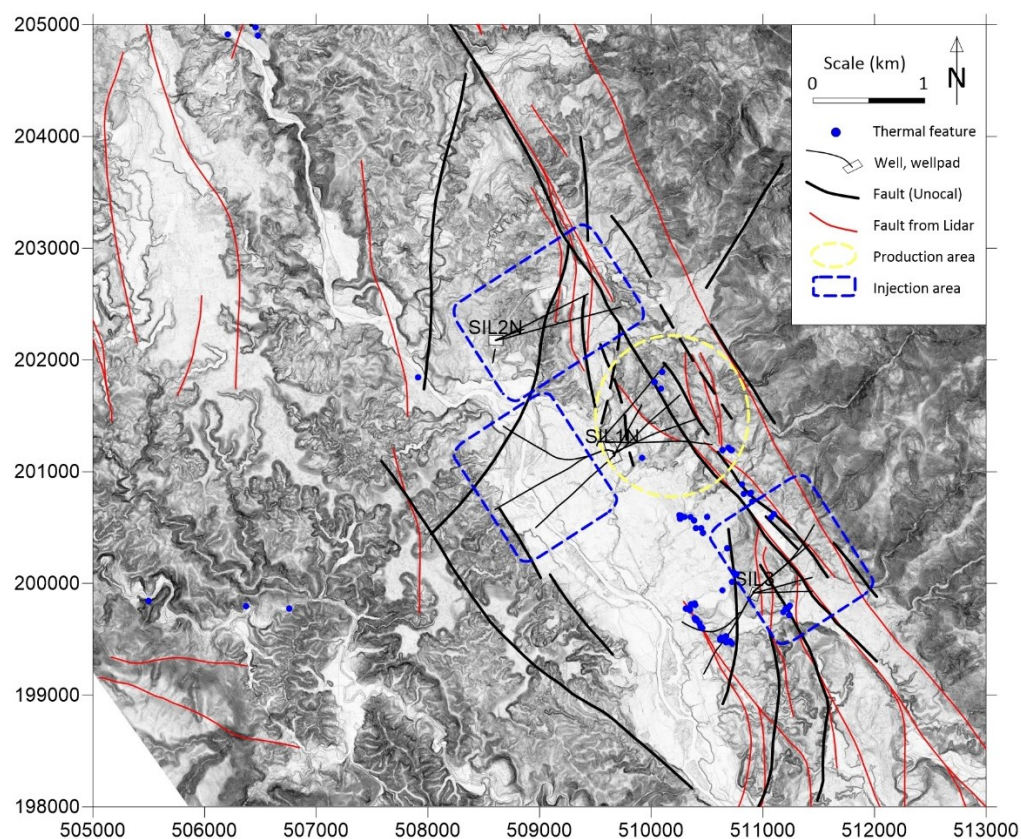 205000
204000
203000
202000
201000
200000
199000
198000
505000 506000 507000 508000 509000 510000 511000 512000 513000
Scale (km)
0 1
N
Thermal feature
Well, wellpad
Fault (Unocal)
Fault from Lidar
Production area
Injection area
SIL2N
SIL1N
SIL3